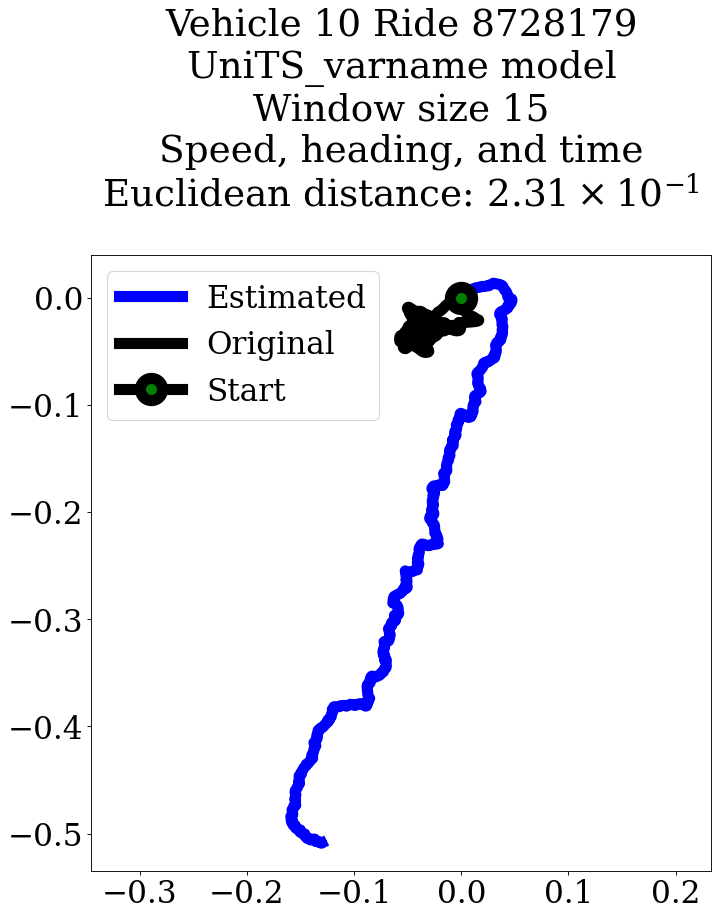 Vehicle 10 Ride 8728179
UniTS_varname model
Window size 15
Speed, heading, and time
Euclidean distance: 2.31 × 10⁻¹
Estimated
Original
Start
0.0
−0.1
−0.2
−0.3
−0.4
−0.5
−0.3 −0.2 −0.1 0.0 0.1 0.2